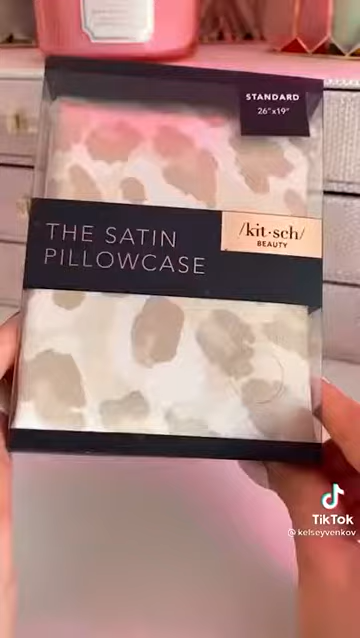 STANDARD
26"x19"
/kit·sch/
BEAUTY
THE SATIN
PILLOWCASE
TikTok
@kelseyvenkov